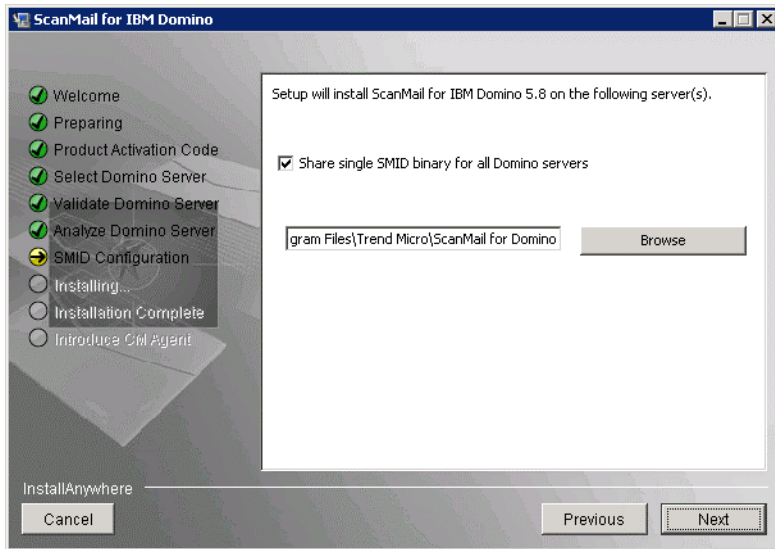 ScanMail for IBM Domino
Welcome
Preparing
Product Activation Code
Select Domino Server
Validate Domino Server
Analyze Domino Server
SMID Configuration
Installing...
Installation Complete
Introduce CM Agent
Setup will install ScanMail for IBM Domino 5.8 on the following server(s).
Share single SMID binary for all Domino servers
gram Files\Trend Micro\ScanMail for Domino
Browse
InstallAnywhere
Cancel
Previous
Next